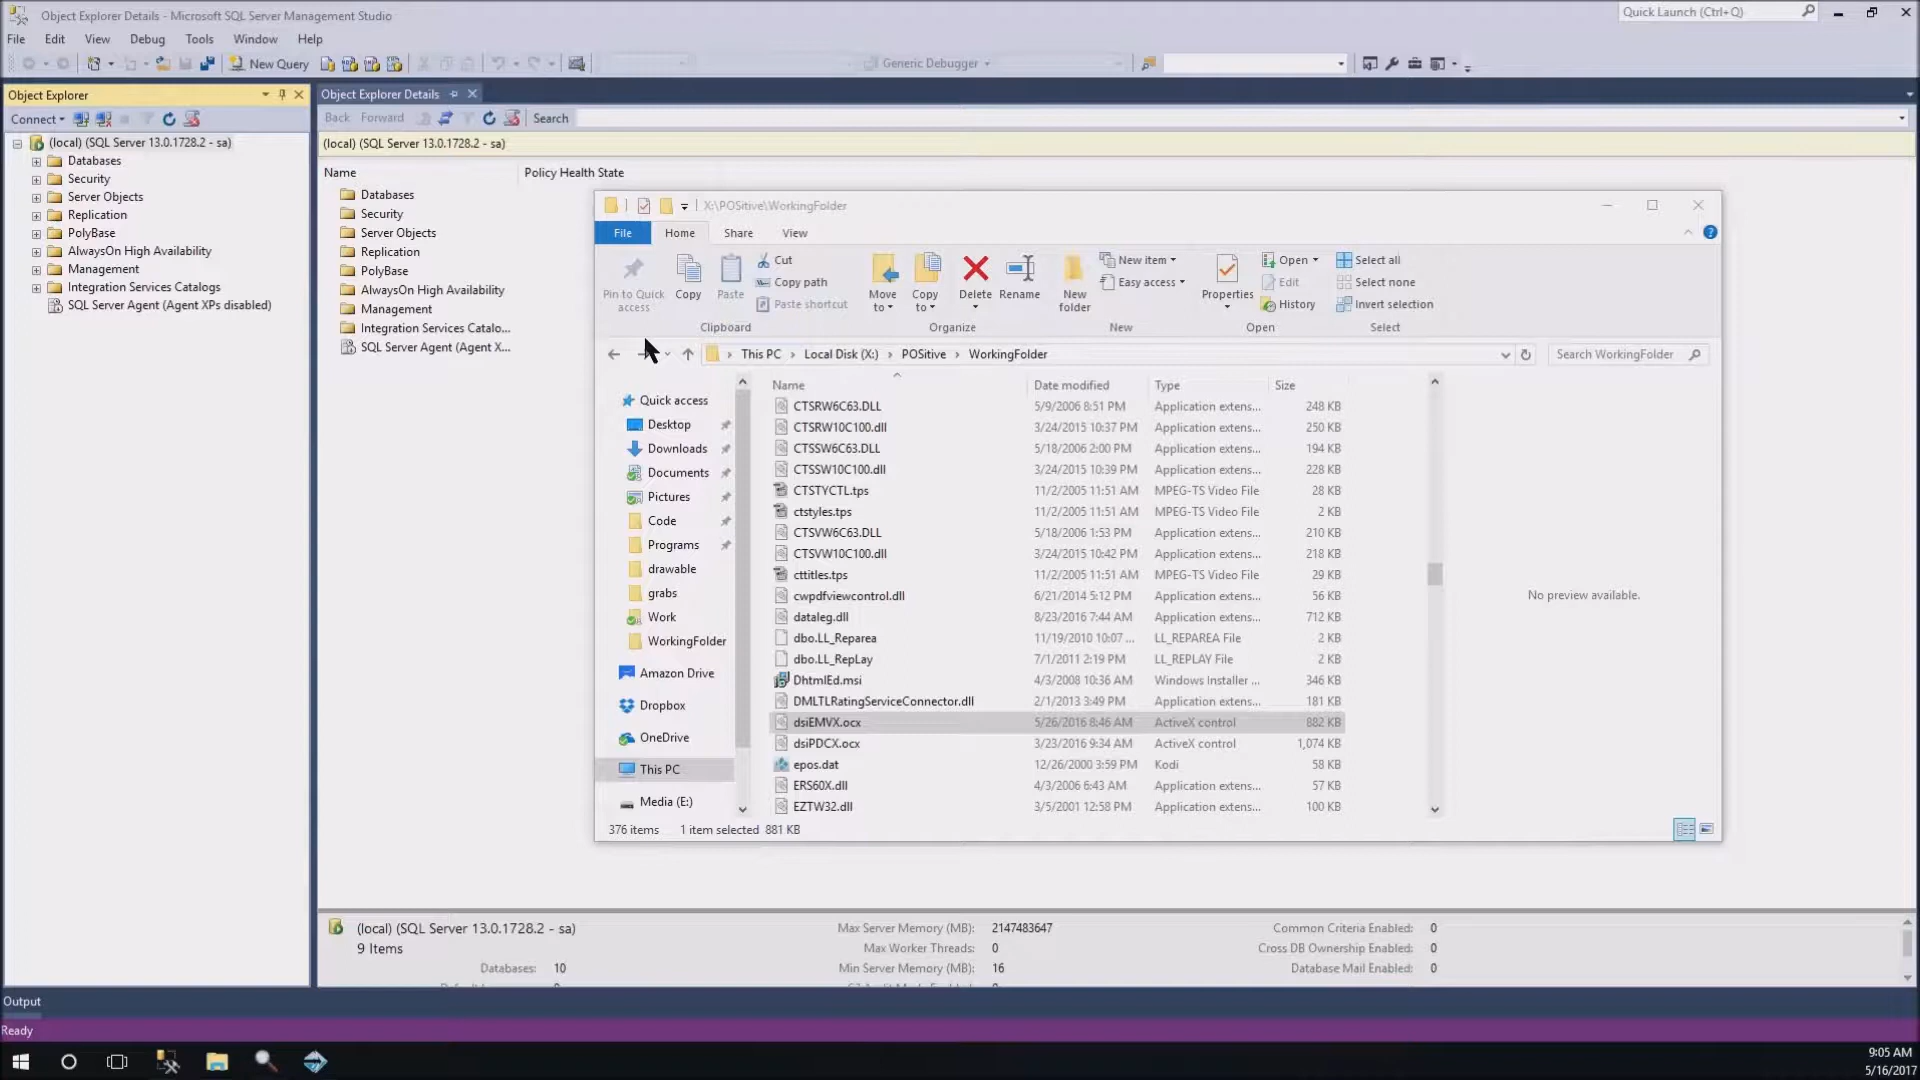 Object Explorer Details - Microsoft SQL Server Management Studio
Quick Launch (Ctrl+Q)
File Edit View Debug Tools Window Help
New Query
Generic Debugger
Object Explorer
Object Explorer Details
Connect
Back Forward
Search
(local) (SQL Server 13.0.1728.2 - sa)
(local) (SQL Server 13.0.1728.2 - sa)
Databases
Security
Server Objects
Replication
PolyBase
AlwaysOn High Availability
Management
Integration Services Catalogs
SQL Server Agent (Agent XPs disabled)
Name Policy Health State
Databases
Security
Server Objects
Replication
PolyBase
AlwaysOn High Availability
Management
Integration Services Catalo...
SQL Server Agent (Agent X...
X:\POSitive\WorkingFolder
File Home Share View
Pin to Quick access
Copy
Paste
Cut
Copy path
Paste shortcut
Move to
Copy to
Delete
Rename
New folder
New item
Easy access
Properties
Open
Edit
History
Select all
Select none
Invert selection
Clipboard Organize New Open Select
This PC > Local Disk (X:) > POSitive > WorkingFolder
Search WorkingFolder
Quick access
Desktop
Downloads
Documents
Pictures
Code
Programs
drawable
grabs
Work
WorkingFolder
Amazon Drive
Dropbox
OneDrive
This PC
Media (E:)
Name Date modified Type Size
CTSRW6C63.DLL 5/9/2006 8:51 PM Application extens... 248 KB
CTSRW10C100.dll 3/24/2015 10:37 PM Application extens... 250 KB
CTSSW6C63.DLL 5/18/2006 2:00 PM Application extens... 194 KB
CTSSW10C100.dll 3/24/2015 10:39 PM Application extens... 228 KB
CTSTYCTL.tps 11/2/2005 11:51 AM MPEG-TS Video File 28 KB
ctstyles.tps 11/2/2005 11:51 AM MPEG-TS Video File 2 KB
CTSVW6C63.DLL 5/18/2006 1:53 PM Application extens... 210 KB
CTSVW10C100.dll 3/24/2015 10:42 PM Application extens... 218 KB
cttitles.tps 11/2/2005 11:51 AM MPEG-TS Video File 29 KB
cwpdfviewcontrol.dll 6/21/2014 5:12 PM Application extens... 56 KB
dataleg.dll 8/23/2016 7:44 AM Application extens... 712 KB
dbo.LL_Reparea 11/19/2010 10:07 ... LL_REPAREA File 2 KB
dbo.LL_RepLay 7/1/2011 2:19 PM LL_REPLAY File 2 KB
DhtmlEd.msi 4/3/2008 10:36 AM Windows Installer ... 346 KB
DMLTLRatingServiceConnector.dll 2/1/2013 3:49 PM Application extens... 181 KB
dsiEMVX.ocx 5/26/2016 8:46 AM ActiveX control 882 KB
dsiPDCX.ocx 3/23/2016 9:34 AM ActiveX control 1,074 KB
epos.dat 12/26/2000 3:59 PM Kodi 58 KB
ERS60X.dll 4/3/2006 6:43 AM Application extens... 57 KB
EZTW32.dll 3/5/2001 12:58 PM Application extens... 100 KB
No preview available.
376 items 1 item selected 881 KB
(local) (SQL Server 13.0.1728.2 - sa)
9 Items
Databases: 10
Max Server Memory (MB): 2147483647
Max Worker Threads: 0
Min Server Memory (MB): 16
Common Criteria Enabled: 0
Cross DB Ownership Enabled: 0
Database Mail Enabled: 0
Output
Ready
9:05 AM
5/16/2017